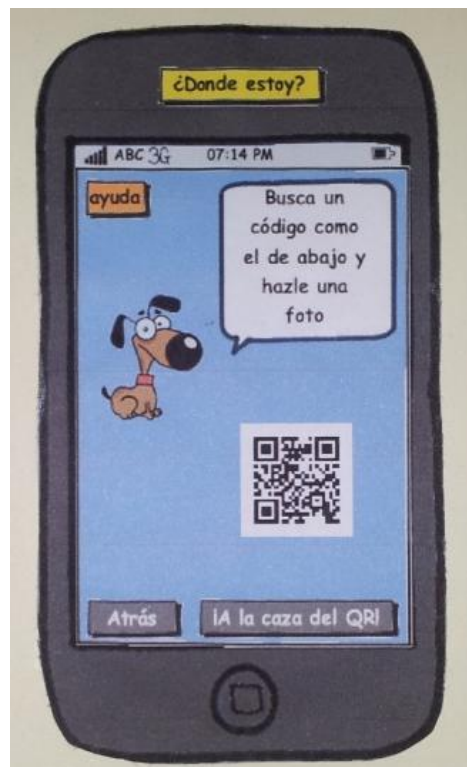 ¿Donde estoy?
ABC 3G 07:14 PM
ayuda
Busca un
código como
el de abajo y
hazle una
foto
Atrás
¡A la caza del QR!